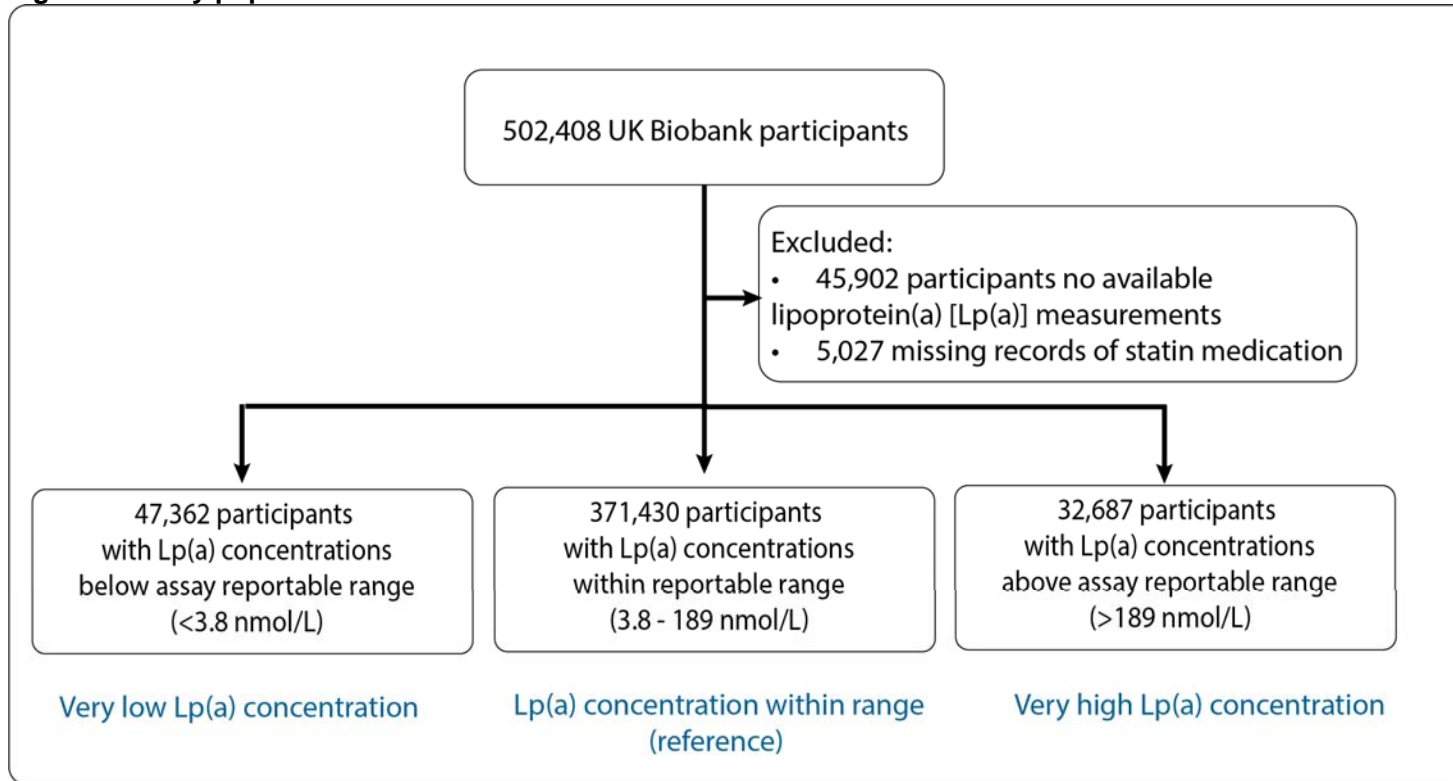 502,408 UK Biobank participants
Excluded:
• 45,902 participants no available
lipoprotein(a) [Lp(a)] measurements
• 5,027 missing records of statin medication
47,362 participants
with Lp(a) concentrations
below assay reportable range
(<3.8 nmol/L)
371,430 participants
with Lp(a) concentrations
within reportable range
(3.8 - 189 nmol/L)
32,687 participants
with Lp(a) concentrations
above assay reportable range
(>189 nmol/L)
Very low Lp(a) concentration
Lp(a) concentration within range
(reference)
Very high Lp(a) concentration